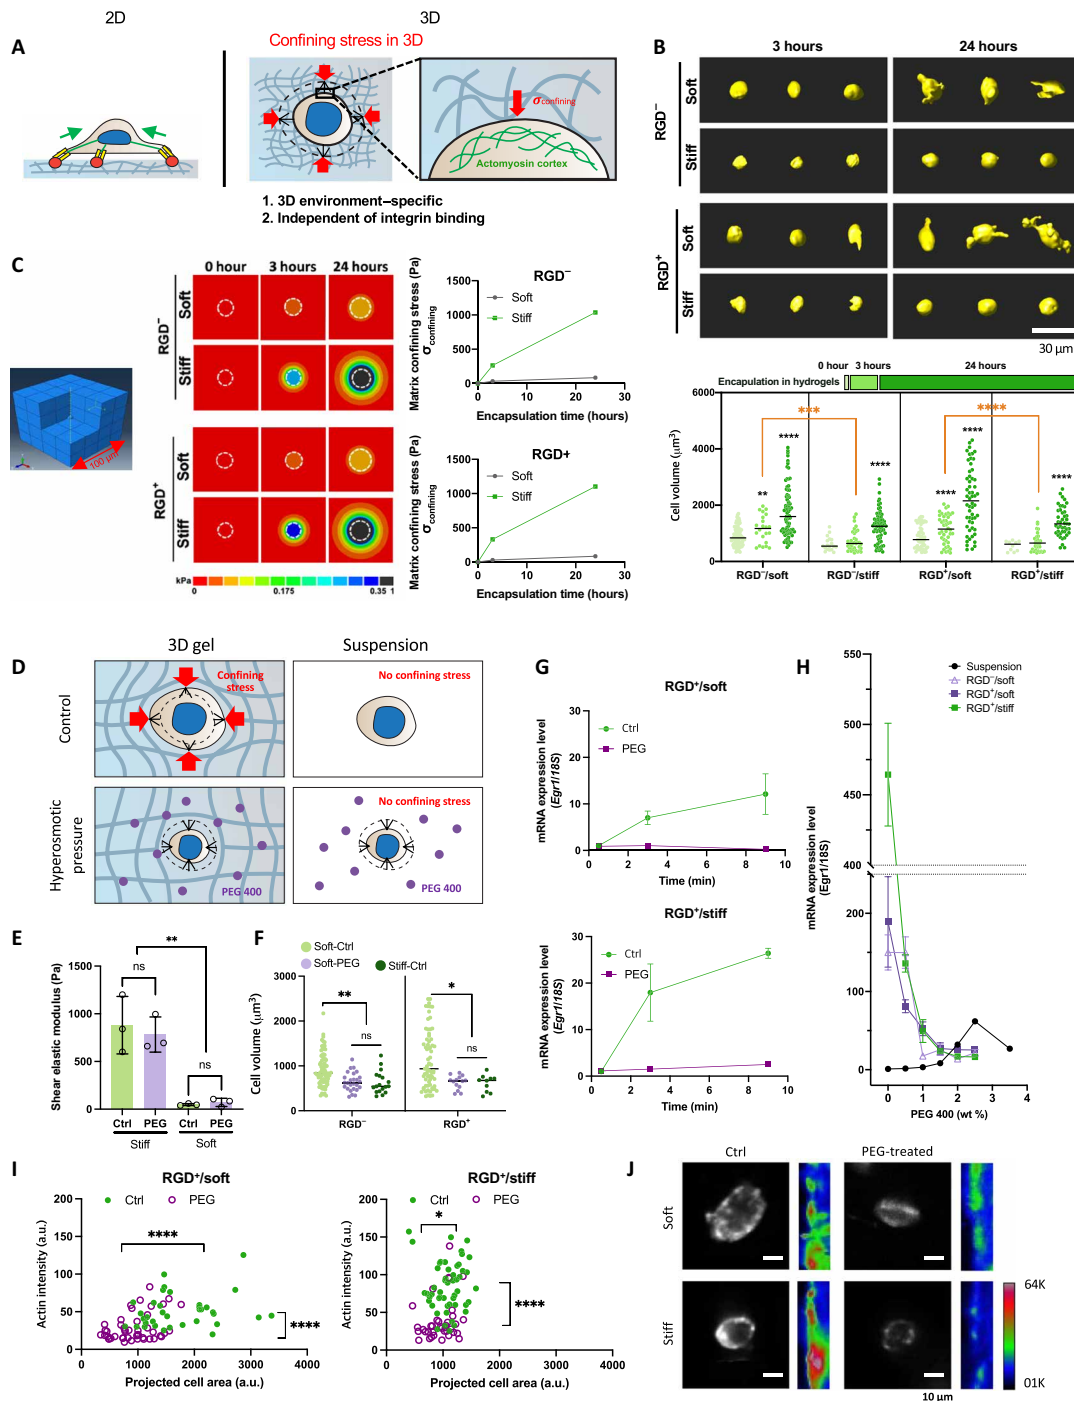 2D
3D
A
Confining stress in 3D
σconfining
Actomyosin cortex
1. 3D environment–specific
2. Independent of integrin binding
B
3 hours
24 hours
RGD−
Soft
Stiff
RGD+
Soft
Stiff
30 μm
0 hour
3 hours
24 hours
Encapulation in hydrogels
Cell volume (μm3)
6000
4000
2000
0
***
****
**
****
****
****
****
****
RGD−/soft
RGD−/stiff
RGD+/soft
RGD+/stiff
C
100 μm
0 hour
3 hours
24 hours
RGD−
Soft
Stiff
RGD+
Soft
Stiff
kPa
0
0.175
0.35
1
RGD−
Matrix confining stress (Pa)
σconfining
1500
1000
500
0
Soft
Stiff
0
10
20
30
Encapsulation time (hours)
RGD+
Matrix confining stress (Pa)
σconfining
1500
1000
500
0
Soft
Stiff
0
10
20
30
Encapsulation time (hours)
D
3D gel
Suspension
Control
Confining
stress
No confining stress
Hyperosmotic
pressure
PEG 400
No confining stress
PEG 400
E
Shear elastic modulus (Pa)
1500
1000
500
0
**
ns
ns
Ctrl
PEG
Ctrl
PEG
Stiff
Soft
F
Soft-Ctrl
Soft-PEG
Stiff-Ctrl
Cell volume (μm3)
3000
2000
1000
0
**
ns
*
ns
RGD−
RGD+
G
RGD+/soft
mRNA expression level
(Egr1/18S)
30
20
10
0
Ctrl
PEG
0
2
4
6
8
10
Time (min)
RGD+/stiff
mRNA expression level
(Egr1/18S)
30
20
10
0
Ctrl
PEG
0
2
4
6
8
10
Time (min)
H
mRNA expression level
(Egr1/18S)
550
500
450
400
400
150
100
50
0
Suspension
RGD−/soft
RGD+/soft
RGD+/stiff
0
1
2
3
4
PEG 400 (wt %)
I
RGD+/soft
Actin intensity (a.u.)
200
150
100
50
0
Ctrl
PEG
****
****
0
1000
2000
3000
4000
Projected cell area (a.u.)
RGD+/stiff
Actin intensity (a.u.)
200
150
100
50
0
Ctrl
PEG
*
****
0
1000
2000
3000
4000
Projected cell area (a.u.)
J
Ctrl
PEG-treated
Soft
Stiff
64K
01K
10 μm